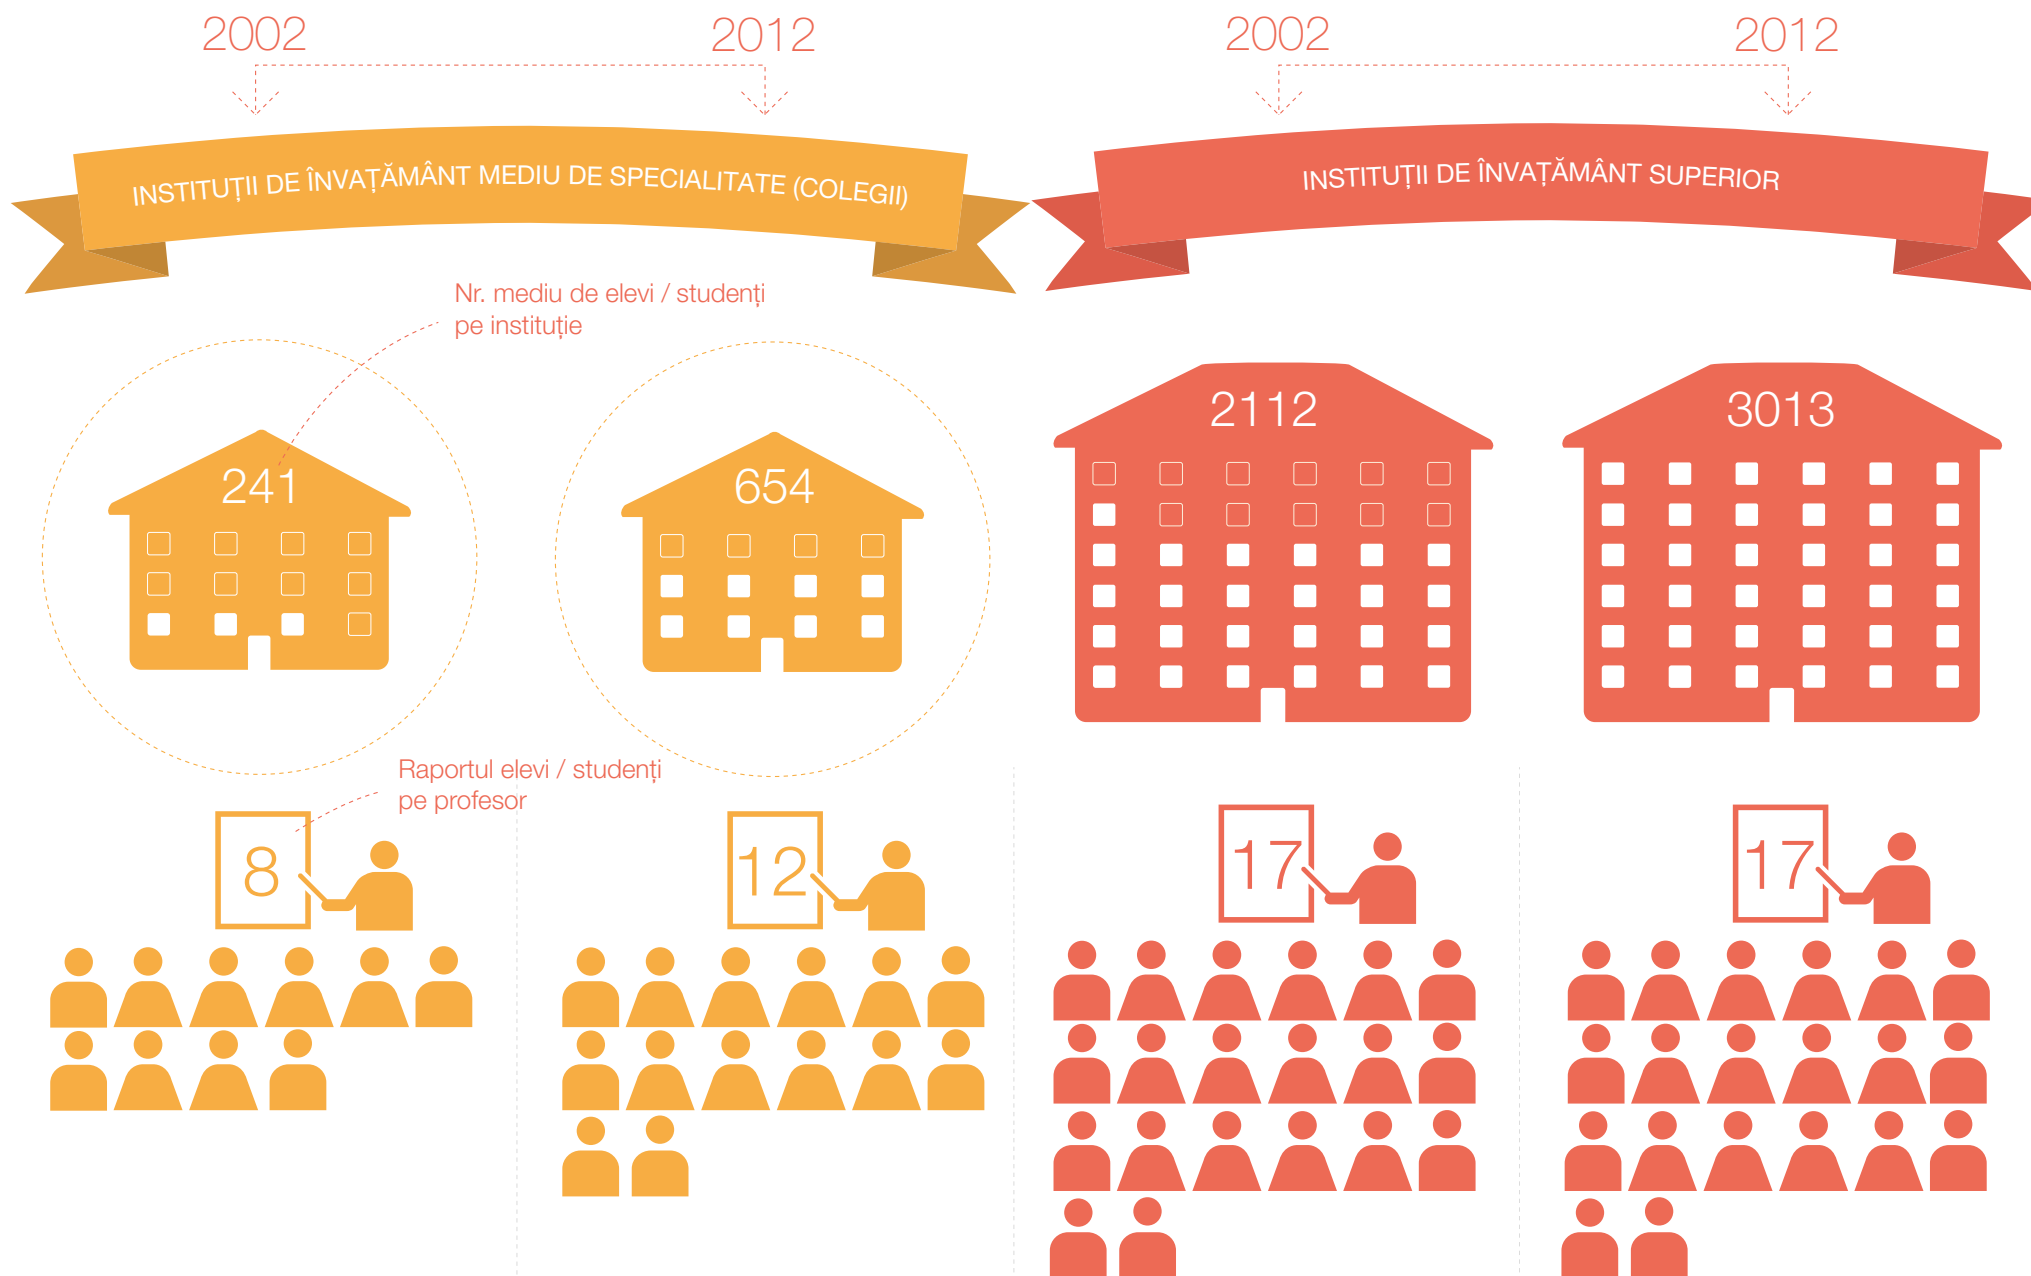 2002
2012
2002
2012
INSTITUȚII DE ÎNVAȚĂMÂNT MEDIU DE SPECIALITATE (COLEGII)
INSTITUȚII DE ÎNVAȚĂMÂNT SUPERIOR
Nr. mediu de elevi / studenți
pe instituție
241
654
2112
3013
Raportul elevi / studenți
pe profesor
8
12
17
17